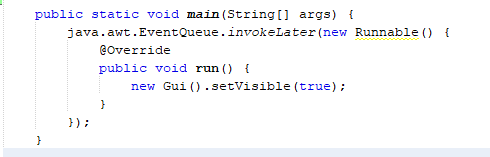 public static void main(String[] args) {
    java.awt.EventQueue.invokeLater(new Runnable() {
        @Override
        public void run() {
            new Gui().setVisible(true);
        }
    });
}